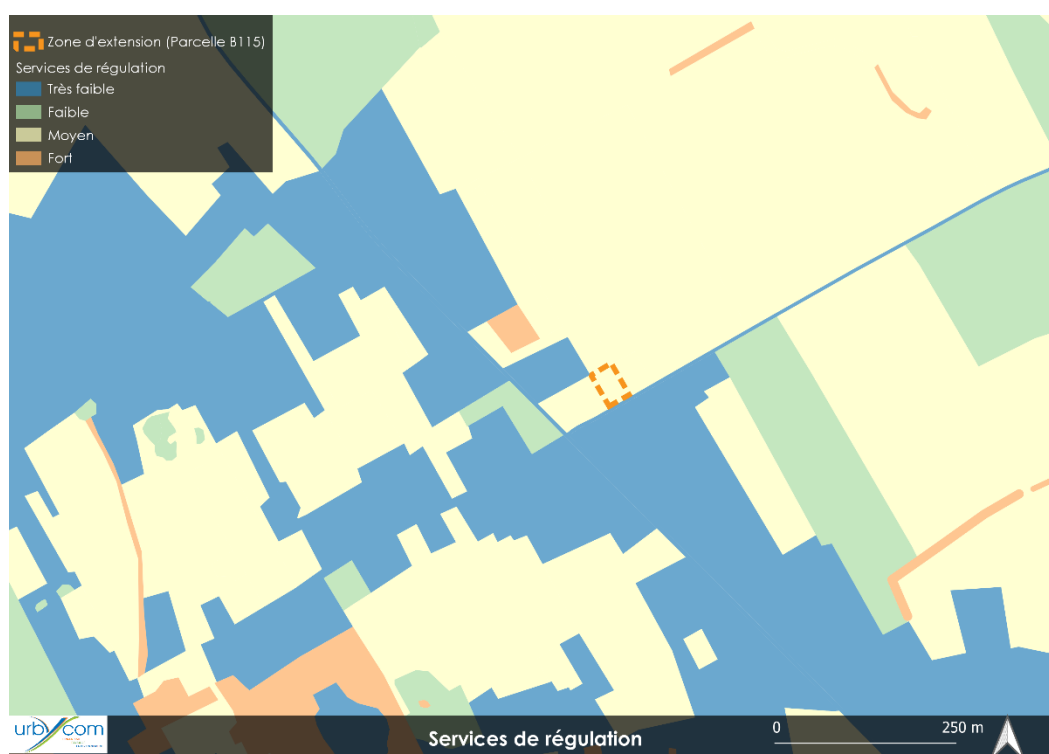 Zone d'extension (Parcelle B115)
Services de régulation
Très faible
Faible
Moyen
Fort
urbycom
Services de régulation
0 250 m